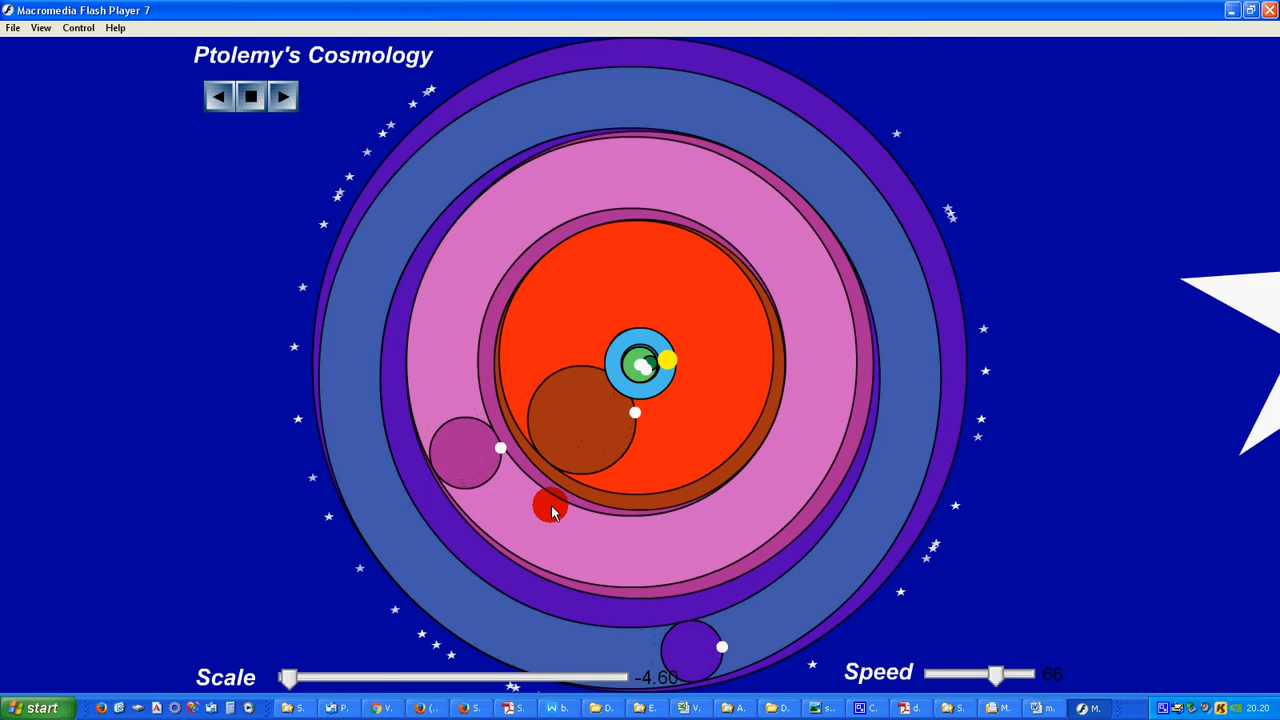 Macromedia Flash Player 7
File View Control Help
Ptolemy's Cosmology
Scale -4.60
Speed 66
start S. P. V. (. S. S. b. D. E. V. A. D. s. C. d. S. M. m. M. 20.20